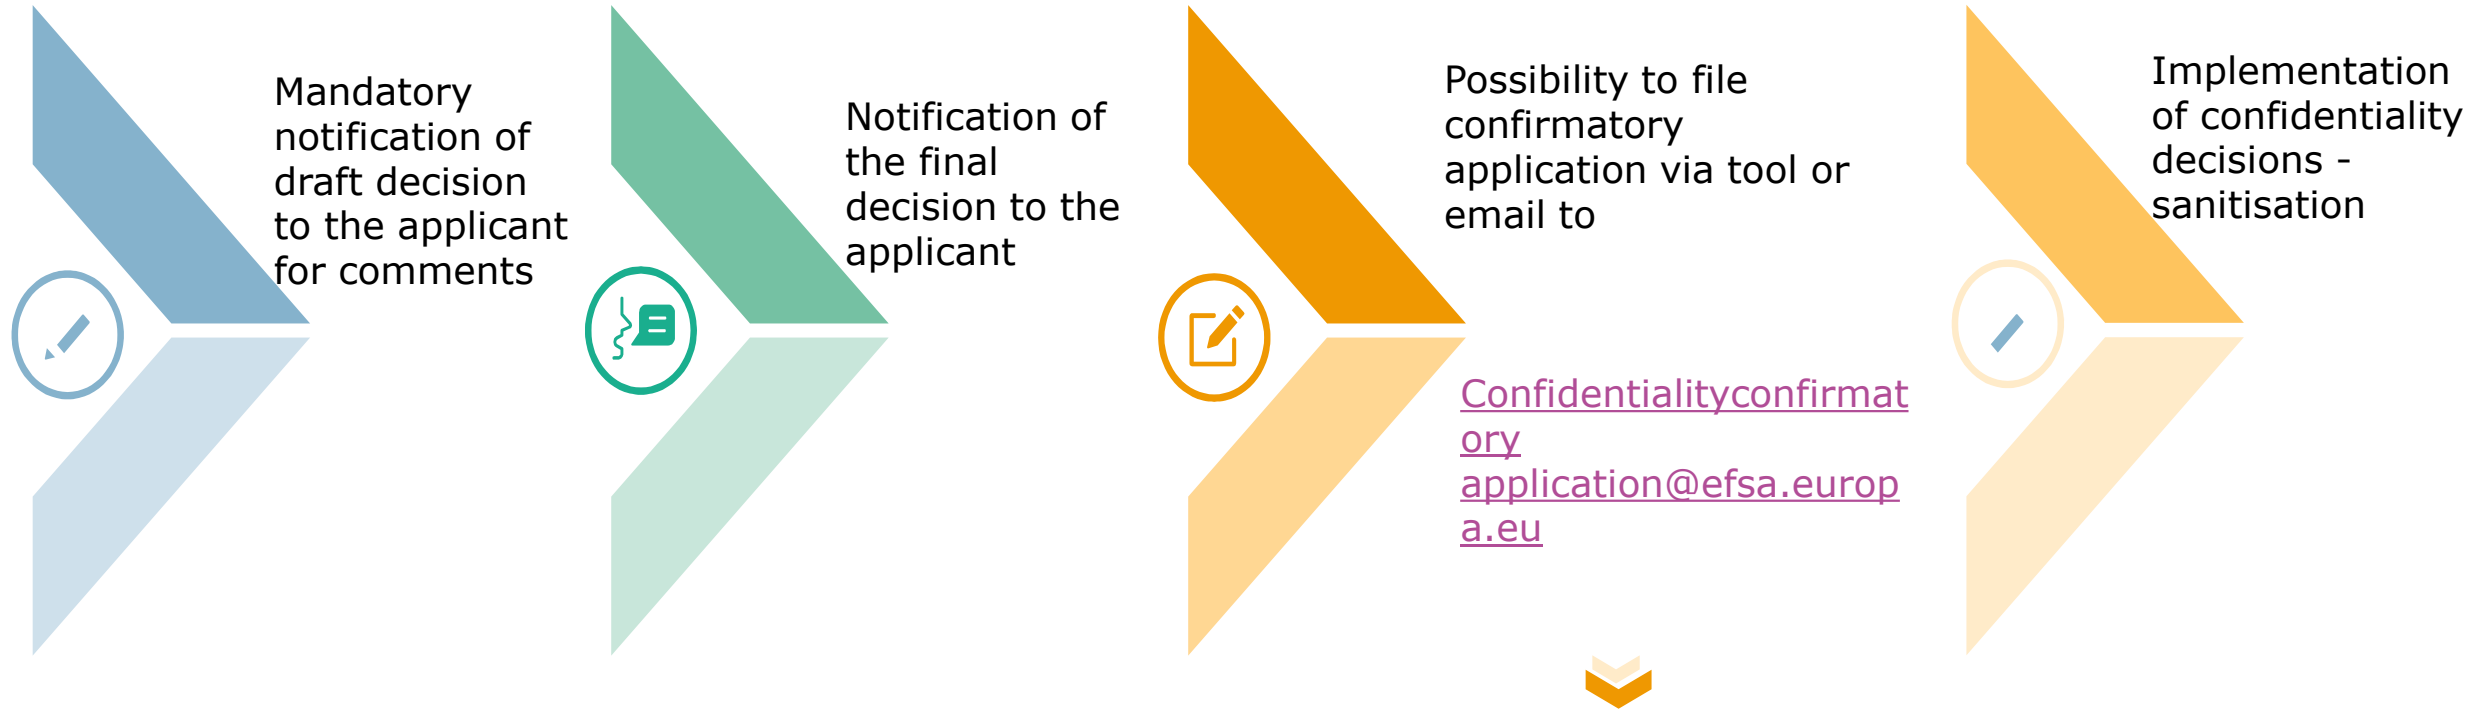 Mandatory
notification of
draft decision
to the applicant
for comments
Notification of
the final
decision to the
applicant
Possibility to file
confirmatory
application via tool or
email to
Confidentialityconfirmat
ory
application@efsa.europ
a.eu
Implementation
of confidentiality
decisions -
sanitisation